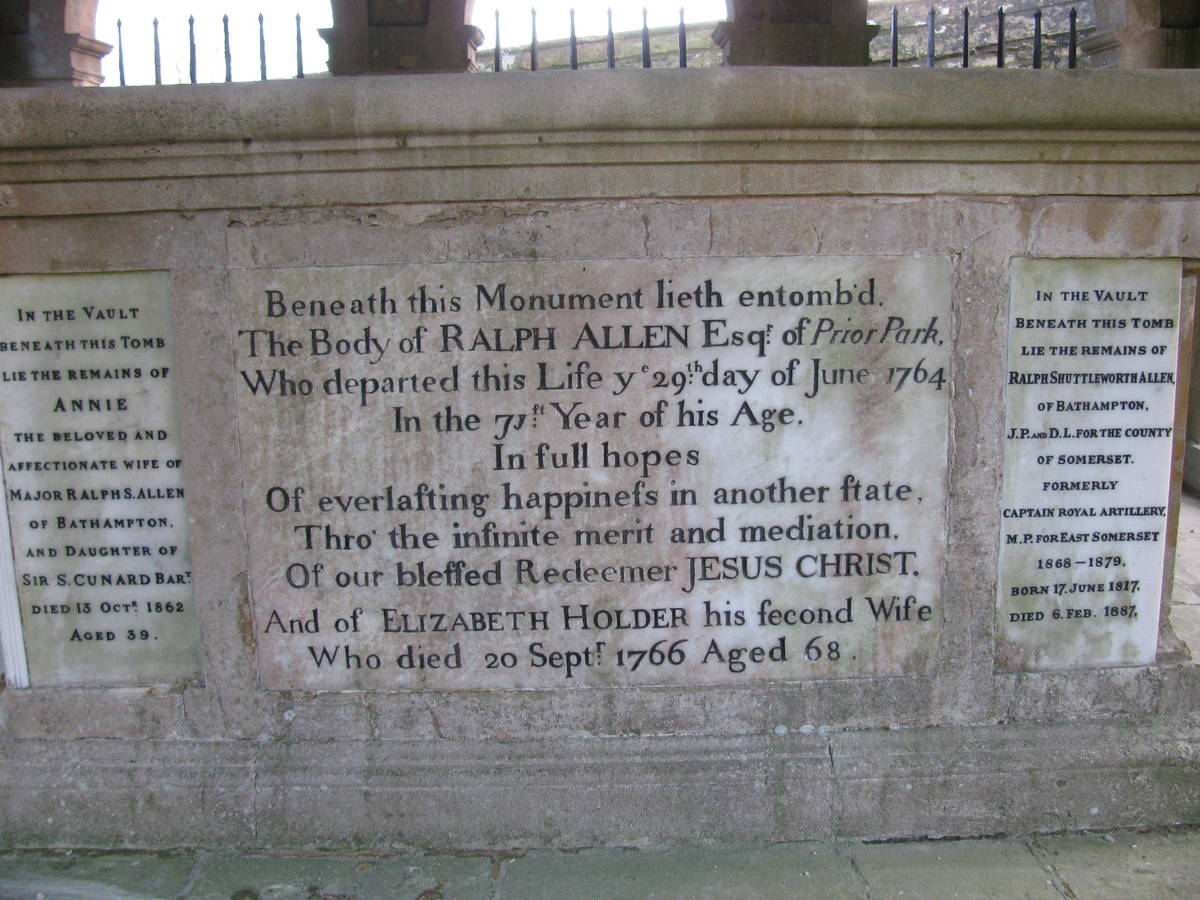 IN THE VAULT
BENEATH THIS TOMB
LIE THE REMAINS OF
ANNIE
THE BELOVED AND
AFFECTIONATE WIFE OF
MAJOR RALPH S. ALLEN
OF BATHAMPTON,
AND DAUGHTER OF
SIR S. CUNARD BART.
DIED 13 OCTR. 1862
AGED 39.
Beneath this Monument lieth entomb'd,
The Body of RALPH ALLEN Esqr. of Prior Park,
Who departed this Life ye 29th day of June 1764
In the 71ſt. Year of his Age.
In full hopes
Of everlaſting happineſs in another ſtate,
Thro' the infinite merit and mediation,
Of our bleſſed Redeemer JESUS CHRIST.
And of ELIZABETH HOLDER his ſecond Wife
Who died 20 Septr. 1766 Aged 68.
IN THE VAULT
BENEATH THIS TOMB
LIE THE REMAINS OF
RALPH SHUTTLEWORTH ALLEN,
OF BATHAMPTON,
J.P. AND D.L. FOR THE COUNTY
OF SOMERSET.
FORMERLY
CAPTAIN ROYAL ARTILLERY,
M.P. FOR EAST SOMERSET
1868-1879.
BORN 17. JUNE 1817,
DIED 6. FEB. 1887,